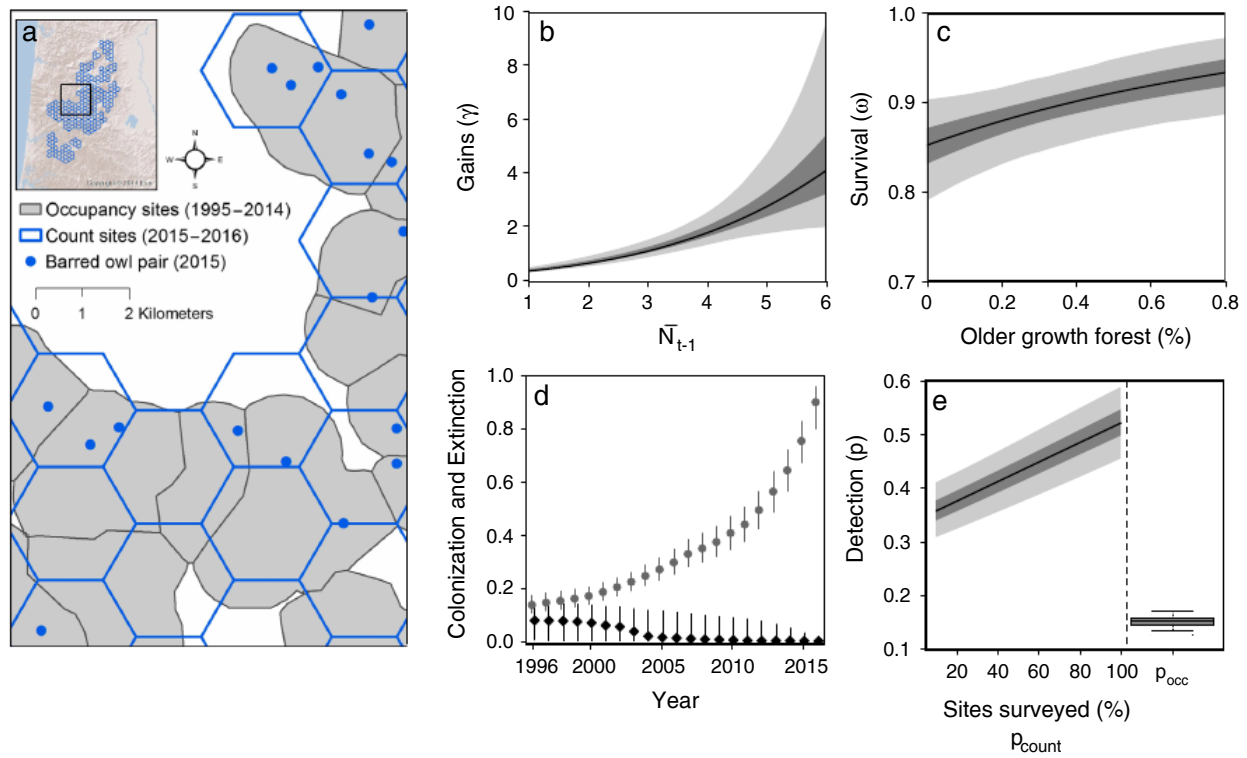 a
N
W
E
S
Occupancy sites (1995–2014)
Count sites (2015–2016)
Barred owl pair (2015)
0 1 2 Kilometers
b
Gains (γ)
10
8
6
4
2
0
1 2 3 4 5 6
N̄ t-1
c
Survival (ω)
1.0
0.9
0.8
0.7
0 0.2 0.4 0.6 0.8
Older growth forest (%)
d
Colonization and Extinction
1.0
0.8
0.6
0.4
0.2
0.0
1996 2000 2005 2010 2015
Year
e
Detection (p)
0.6
0.5
0.4
0.3
0.2
0.1
20 40 60 80 100 pocc
Sites surveyed (%)
pcount